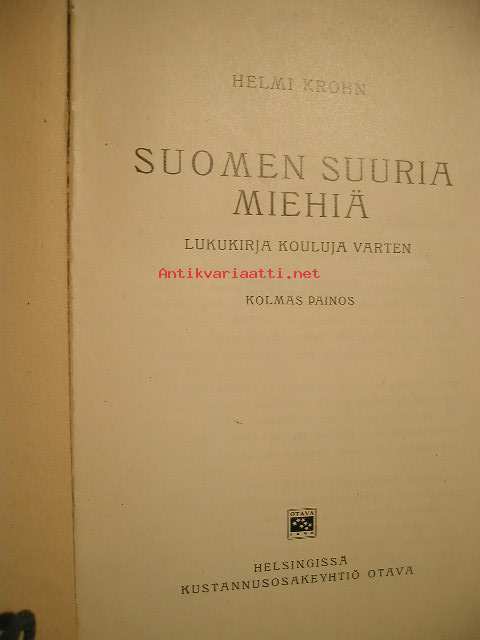 HELMI KROHN
SUOMEN SUURIA
MIEHIÄ
LUKUKIRJA KOULUJA VARTEN
Antikvariaatti.net
KOLMAS PAINOS
OTAVA
HELSINGISSÄ
KUSTANNUSOSAKEYHTIÖ OTAVA